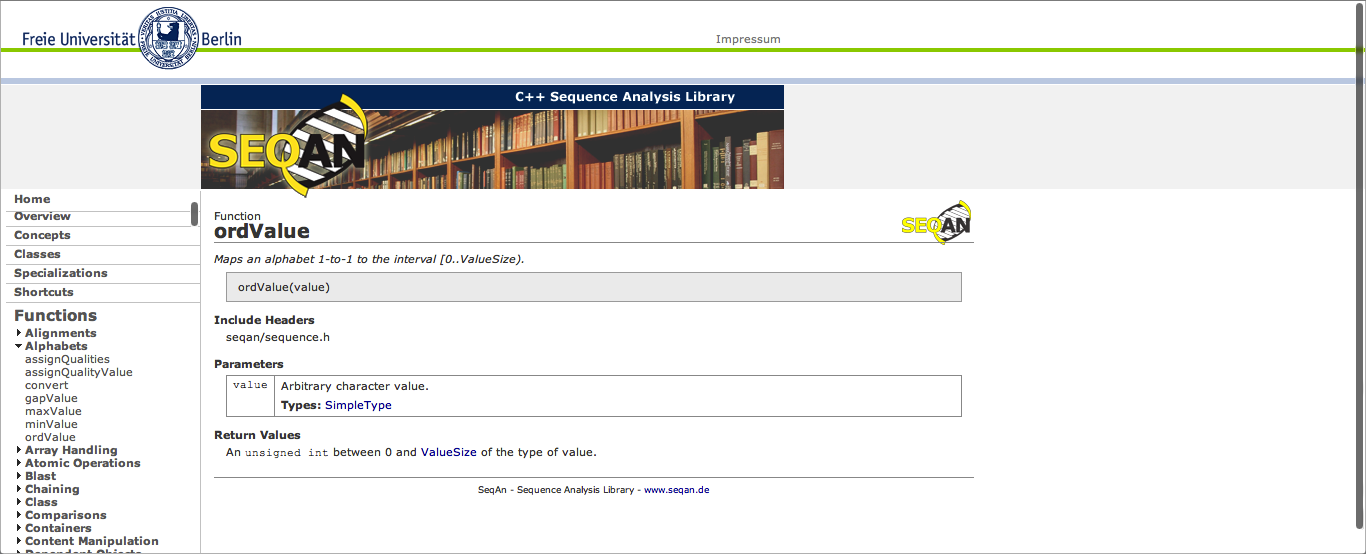 Freie Universität Berlin
Impressum
C++ Sequence Analysis Library
SEQAN
Home
Overview
Concepts
Classes
Specializations
Shortcuts
Functions
Alignments
Alphabets
assignQualities
assignQualityValue
convert
gapValue
maxValue
minValue
ordValue
Array Handling
Atomic Operations
Blast
Chaining
Class
Comparisons
Containers
Content Manipulation
Dependent Objects
Function
ordValue
SEQAN
Maps an alphabet 1-to-1 to the interval [0..ValueSize).
ordValue(value)
Include Headers
seqan/sequence.h
Parameters
value Arbitrary character value.
Types: SimpleType
Return Values
An unsigned int between 0 and ValueSize of the type of value.
SeqAn - Sequence Analysis Library - www.seqan.de